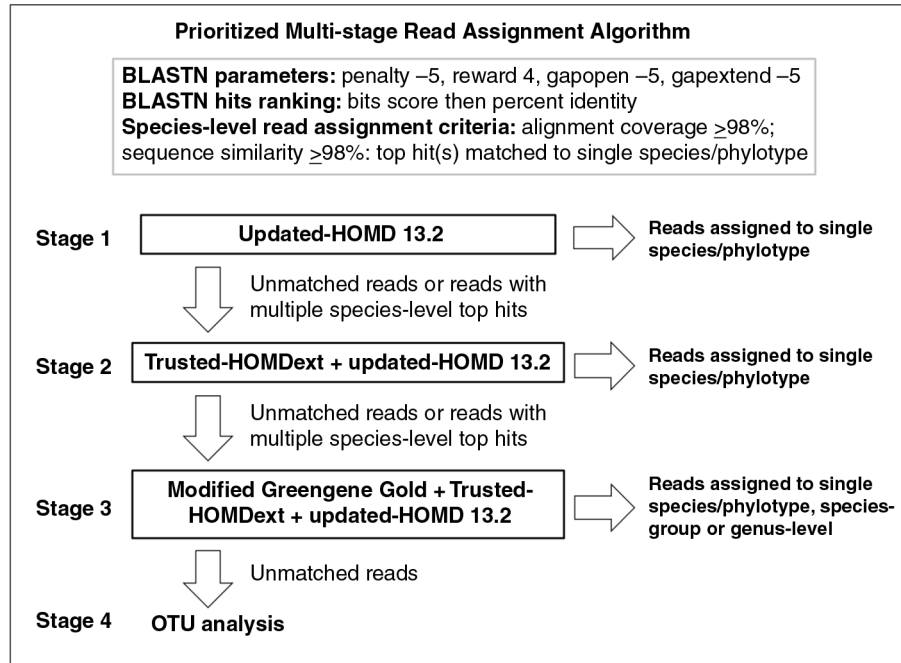 Prioritized Multi-stage Read Assignment Algorithm
BLASTN parameters: penalty –5, reward 4, gapopen –5, gapextend –5
BLASTN hits ranking: bits score then percent identity
Species-level read assignment criteria: alignment coverage ≥98%;
sequence similarity ≥98%: top hit(s) matched to single species/phylotype
Stage 1
Updated-HOMD 13.2
Reads assigned to single
species/phylotype
Unmatched reads or reads with
multiple species-level top hits
Stage 2
Trusted-HOMDext + updated-HOMD 13.2
Reads assigned to single
species/phylotype
Unmatched reads or reads with
multiple species-level top hits
Stage 3
Modified Greengene Gold + Trusted-
HOMDext + updated-HOMD 13.2
Reads assigned to single
species/phylotype, species-
group or genus-level
Unmatched reads
Stage 4
OTU analysis